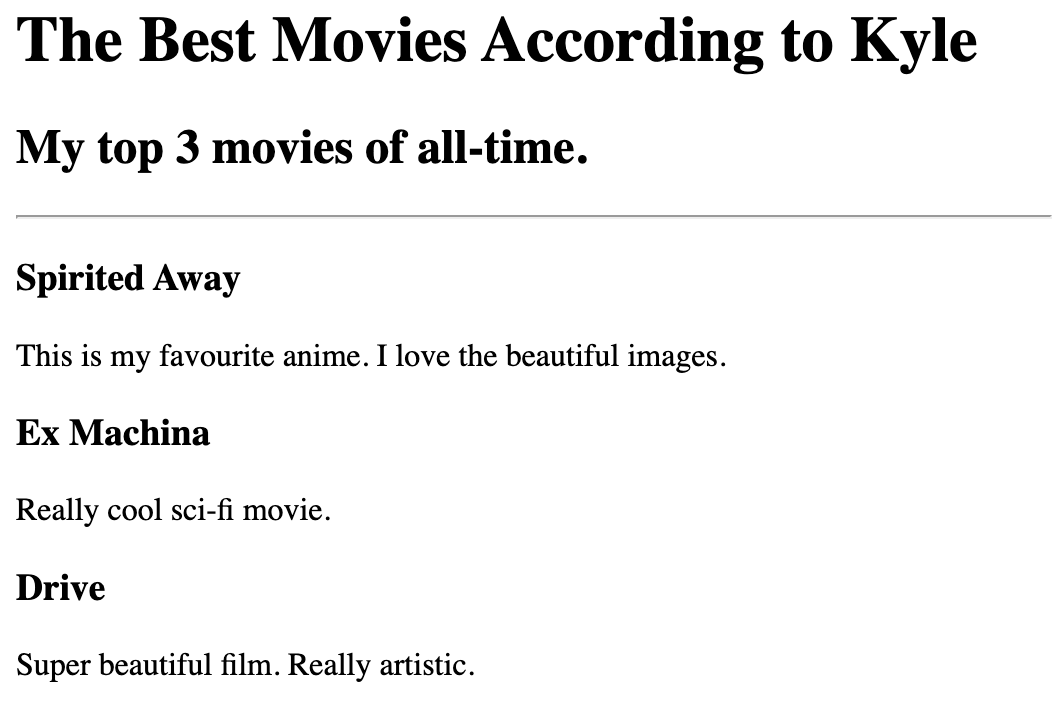 The Best Movies According to Kyle
My top 3 movies of all-time.
Spirited Away
This is my favourite anime. I love the beautiful images.
Ex Machina
Really cool sci-fi movie.
Drive
Super beautiful film. Really artistic.